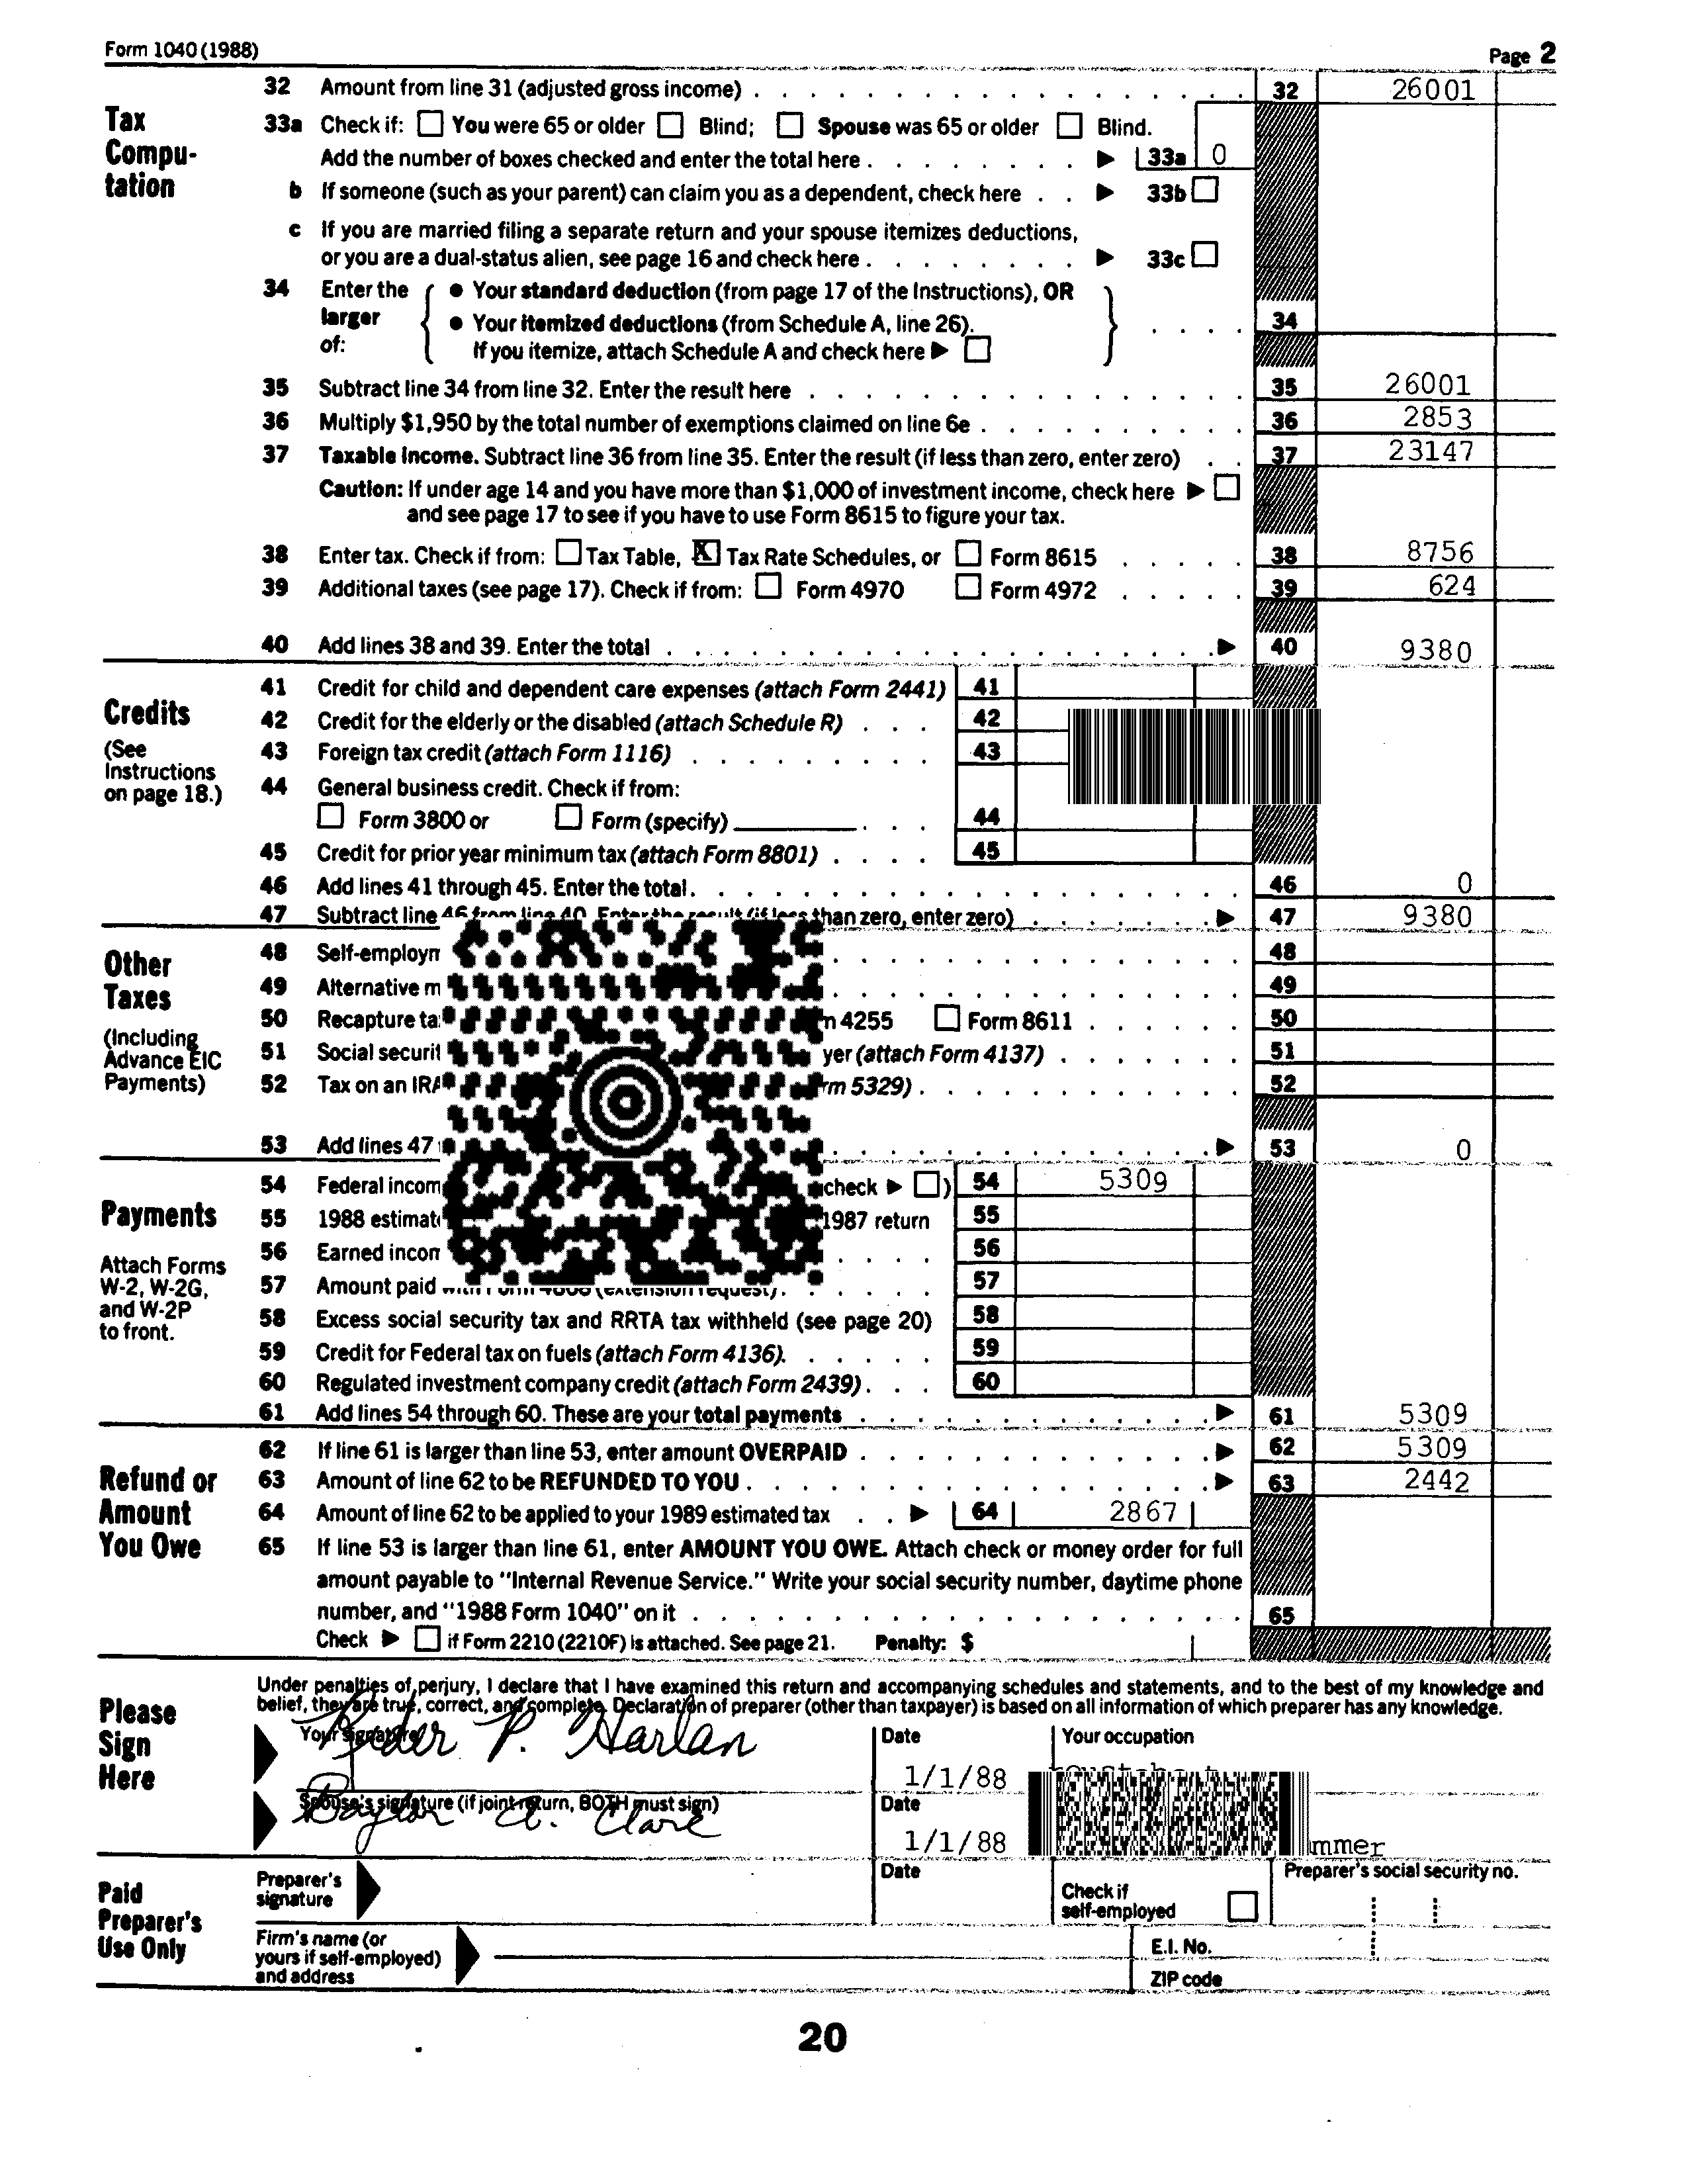 Form 1040 (1988)
Page 2
Tax Compu-
tation
32 Amount from line 31 (adjusted gross income) 32 26001
33a Check if: You were 65 or older Blind; Spouse was 65 or older Blind.
Add the number of boxes checked and enter the total here 33a 0
b If someone (such as your parent) can claim you as a dependent, check here 33b
c If you are married filing a separate return and your spouse itemizes deductions,
or you are a dual-status alien, see page 16 and check here 33c
34 Enter the larger of:
• Your standard deduction (from page 17 of the Instructions), OR
• Your itemized deductions (from Schedule A, line 26).
If you itemize, attach Schedule A and check here
34
35 Subtract line 34 from line 32. Enter the result here 35 26001
36 Multiply $1,950 by the total number of exemptions claimed on line 6e 36 2853
37 Taxable income. Subtract line 36 from line 35. Enter the result (if less than zero, enter zero) 37 23147
Caution: If under age 14 and you have more than $1,000 of investment income, check here
and see page 17 to see if you have to use Form 8615 to figure your tax.
38 Enter tax. Check if from: Tax Table, X Tax Rate Schedules, or Form 8615 38 8756
39 Additional taxes (see page 17). Check if from: Form 4970 Form 4972 39 624
40 Add lines 38 and 39. Enter the total 40 9380
Credits
(See
Instructions
on page 18.)
41 Credit for child and dependent care expenses (attach Form 2441) 41
42 Credit for the elderly or the disabled (attach Schedule R) 42
43 Foreign tax credit (attach Form 1116) 43
44 General business credit. Check if from:
Form 3800 or Form (specify) 44
45 Credit for prior year minimum tax (attach Form 8801) 45
46 Add lines 41 through 45. Enter the total 46 0
47 Subtract line 46 from line 40. Enter the result (if less than zero, enter zero) 47 9380
Other
Taxes
(Including
Advance EIC
Payments)
48 48
49 Alternative 49
50 Recapture 4255 Form 8611 50
51 Social (attach Form 4137) 51
52 Tax on an 5329) 52
53 Add lines 47 53 0
Payments
Attach Forms
W-2, W-2G,
and W-2P
to front.
54 Federal check ) 54 5309
55 1988 1987 return 55
56 Earned 56
57 Amount paid with Form 4868 (extension request) 57
58 Excess social security tax and RRTA tax withheld (see page 20) 58
59 Credit for Federal tax on fuels (attach Form 4136) 59
60 Regulated investment company credit (attach Form 2439) 60
61 Add lines 54 through 60. These are your total payments 61 5309
Refund or
Amount
You Owe
62 If line 61 is larger than line 53, enter amount OVERPAID 62 5309
63 Amount of line 62 to be REFUNDED TO YOU 63 2442
64 Amount of line 62 to be applied to your 1989 estimated tax 64 2867
65 If line 53 is larger than line 61, enter AMOUNT YOU OWE. Attach check or money order for full
amount payable to "Internal Revenue Service." Write your social security number, daytime phone
number, and "1988 Form 1040" on it 65
Check if Form 2210 (2210F) is attached. See page 21. Penalty: $
Please
Sign
Here
Under penalties of perjury, I declare that I have examined this return and accompanying schedules and statements, and to the best of my knowledge and
belief, they are true, correct, and complete. Declaration of preparer (other than taxpayer) is based on all information of which preparer has any knowledge.
Your signature Date Your occupation
P. Harlan
1/1/88
Spouse's signature (if joint return, BOTH must sign) Date
Baylor A. Clare
1/1/88
Paid
Preparer's
Use Only
Preparer's
signature
Date
Check if
self-employed
Preparer's social security no.
Firm's name (or
yours if self-employed)
and address
E.I. No.
ZIP code
20